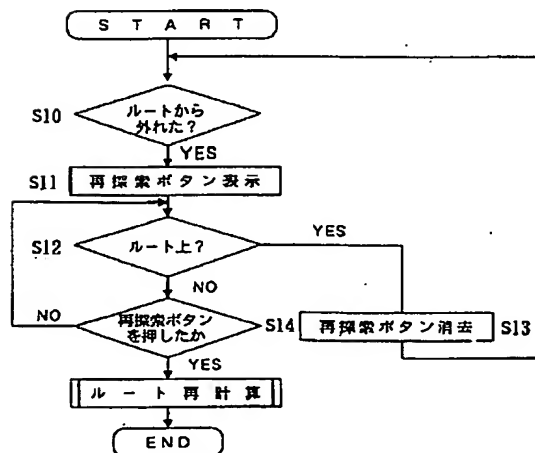 START
S10
ルートから
外れた?
YES
S11
再探索ボタン表示
S12
ルート上?
YES
NO
NO
再探索ボタン
を押したか
S14
再探索ボタン消去
S13
YES
ルート再計算
END